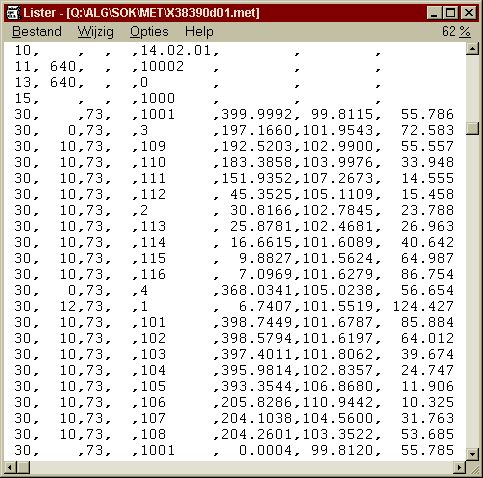 Lister - [Q:\ALG\SOK\MET\X38390d01.met]
Bestand Wijzig Opties Help 62 %
10, , , ,14.02.01, , ,
11, 640, , ,10002 , , ,
13, 640, , ,0 , , ,
15, , , ,1000 , , ,
30, ,73, ,1001 ,399.9992, 99.8115, 55.786
30, 0,73, ,3 ,197.1660,101.9543, 72.583
30, 10,73, ,109 ,192.5203,102.9900, 55.557
30, 10,73, ,110 ,183.3858,103.9976, 33.948
30, 10,73, ,111 ,151.9352,107.2673, 14.555
30, 10,73, ,112 , 45.3525,105.1109, 15.458
30, 10,73, ,2 , 30.8166,102.7845, 23.788
30, 10,73, ,113 , 25.8781,102.4681, 26.963
30, 10,73, ,114 , 16.6615,101.6089, 40.642
30, 10,73, ,115 , 9.8827,101.5624, 64.987
30, 10,73, ,116 , 7.0969,101.6279, 86.754
30, 0,73, ,4 ,368.0341,105.0238, 56.654
30, 12,73, ,1 , 6.7407,101.5519, 124.427
30, 10,73, ,101 ,398.7449,101.6787, 85.884
30, 10,73, ,102 ,398.5794,101.6197, 64.012
30, 10,73, ,103 ,397.4011,101.8062, 39.674
30, 10,73, ,104 ,395.9814,102.8357, 24.747
30, 10,73, ,105 ,393.3544,106.8680, 11.906
30, 10,73, ,106 ,205.8286,110.9442, 10.325
30, 10,73, ,107 ,204.1038,104.5600, 31.763
30, 10,73, ,108 ,204.2601,103.3522, 53.685
30, ,73, ,1001 , 0.0004, 99.8120, 55.785